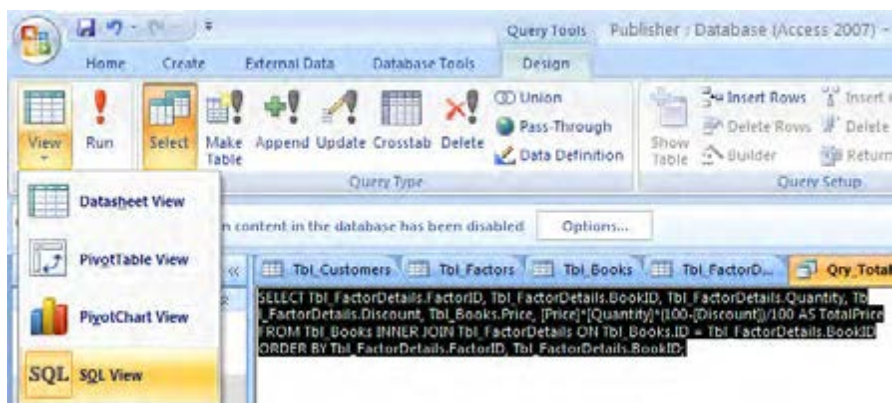 Query Tools Publisher : Database (Access 2007) -
Home Create External Data Database Tools Design
View Run Select Make Table Append Update Crosstab Delete
Union
Pass-Through
Data Definition
Show Table
Insert Rows
Delete Rows
Builder
Insert
Delete
Return
Query Type
Query Setup
Datasheet View
PivotTable View
PivotChart View
SQL SQL View
n content in the database has been disabled Options...
Tbl_Customers Tbl_Factors Tbl_Books Tbl_FactorD... Qry_Total
SELECT Tbl_FactorDetails.FactorID, Tbl_FactorDetails.BookID, Tbl_FactorDetails.Quantity, Tb
l_FactorDetails.Discount, Tbl_Books.Price, [Price]*[Quantity]*(100-[Discount])/100 AS TotalPrice
FROM Tbl_Books INNER JOIN Tbl_FactorDetails ON Tbl_Books.ID = Tbl_FactorDetails.BookID
ORDER BY Tbl_FactorDetails.FactorID, Tbl_FactorDetails.BookID;